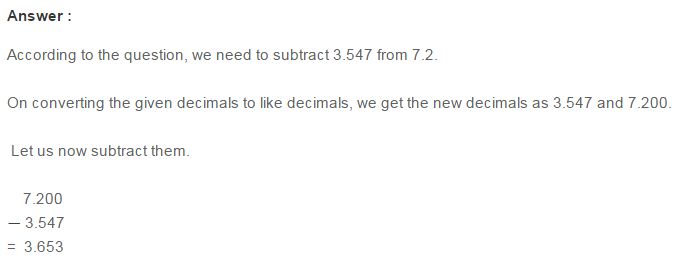 Answer :
According to the question, we need to subtract 3.547 from 7.2.
On converting the given decimals to like decimals, we get the new decimals as 3.547 and 7.200.
Let us now subtract them.
7.200
— 3.547
= 3.653